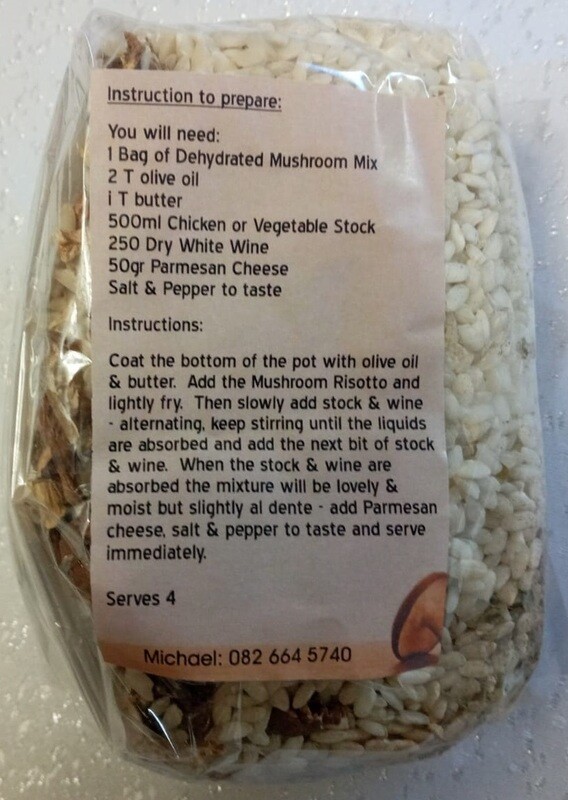 Instruction to prepare:
You will need:
1 Bag of Dehydrated Mushroom Mix
2 T olive oil
i T butter
500ml Chicken or Vegetable Stock
250 Dry White Wine
50gr Parmesan Cheese
Salt & Pepper to taste
Instructions:
Coat the bottom of the pot with olive oil
& butter. Add the Mushroom Risotto and
lightly fry. Then slowly add stock & wine
- alternating, keep stirring until the liquids
are absorbed and add the next bit of stock
& wine. When the stock & wine are
absorbed the mixture will be lovely &
moist but slightly al dente - add Parmesan
cheese, salt & pepper to taste and serve
immediately.
Serves 4
Michael: 082 664 5740